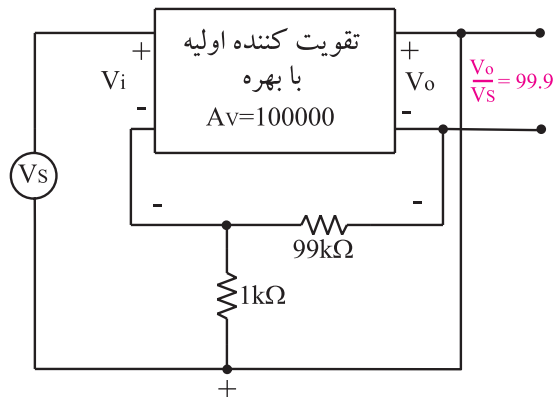 تقویت کننده اولیه
با بهره
Av=100000
+
Vi
-
+
Vo
-
Vo/VS = 99.9
VS
-
-
99kΩ
1kΩ
+